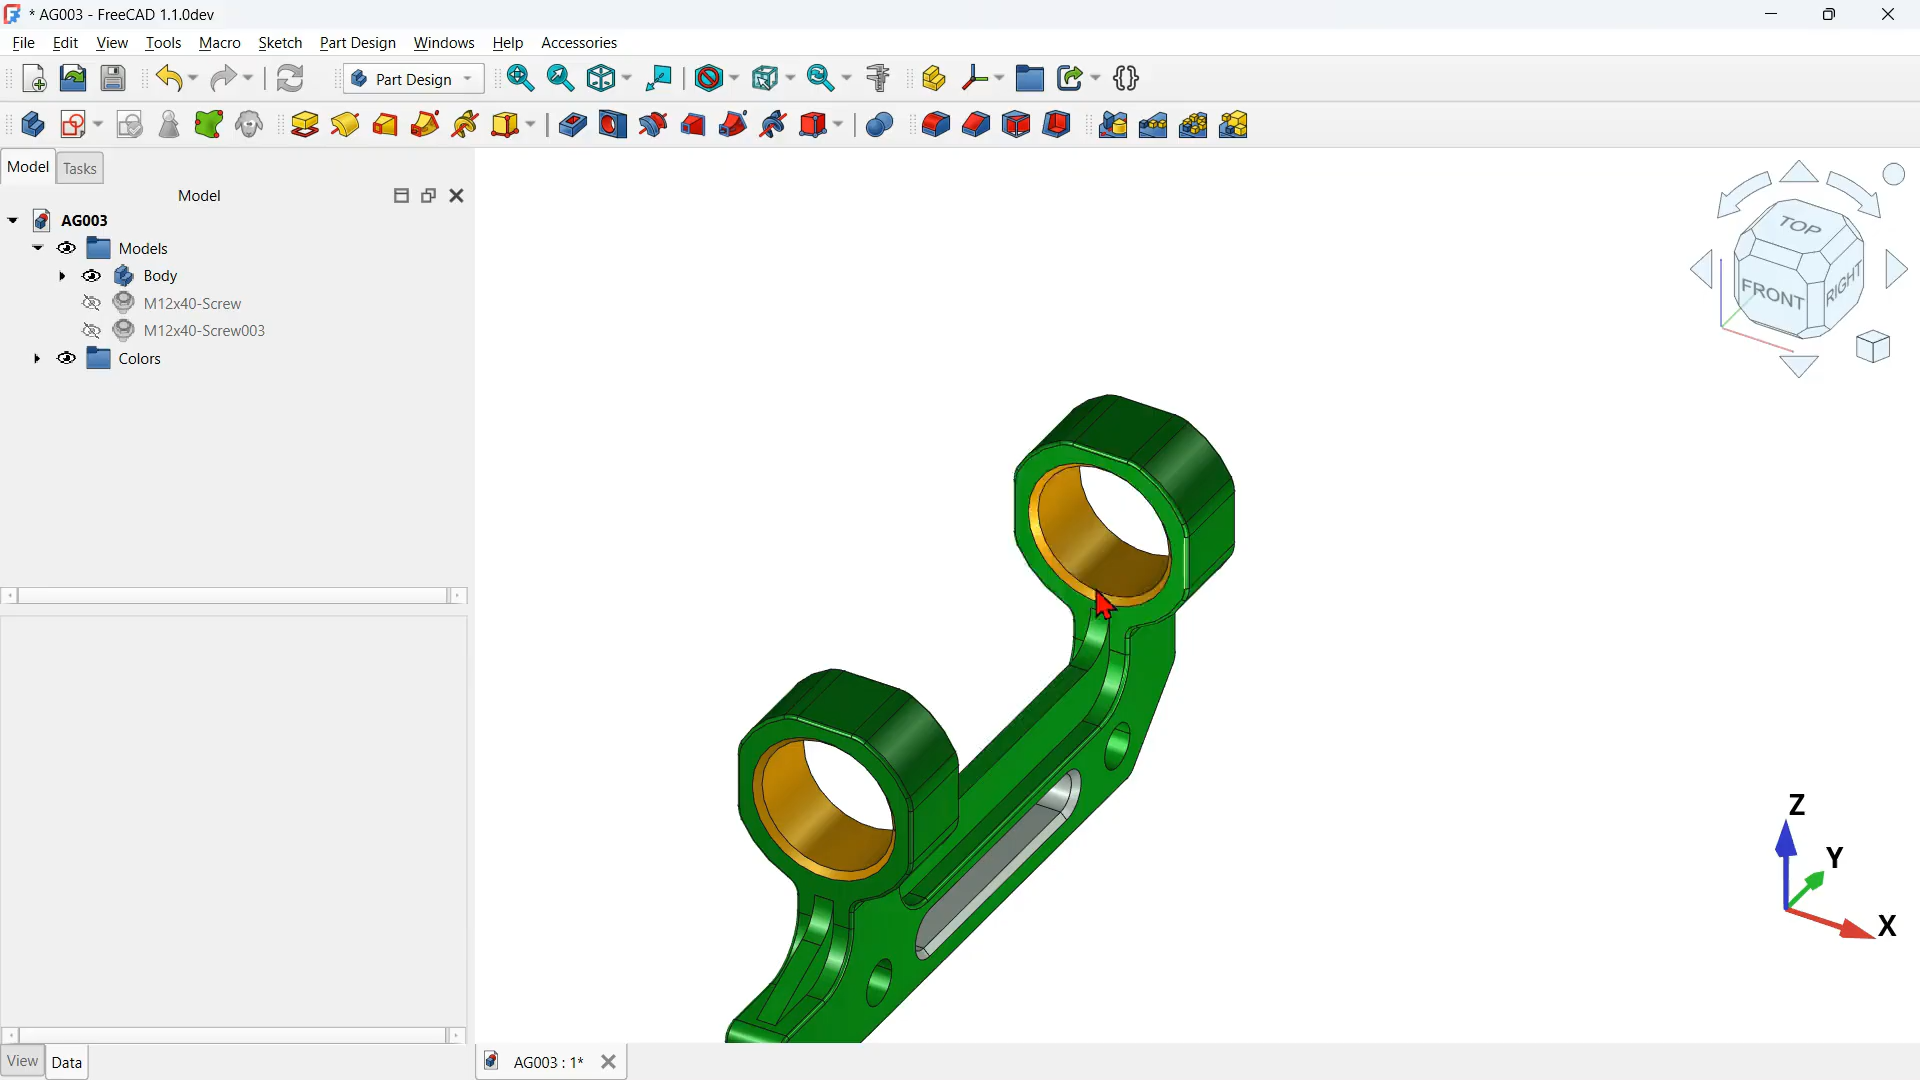 * AG003 - FreeCAD 1.1.0dev
File Edit View Tools Macro Sketch Part Design Windows Help Accessories
Part Design
Model Tasks
Model
AG003
Models
Body
M12x40-Screw
M12x40-Screw003
Colors
TOP
FRONT
RIGHT
Z
Y
X
View Data
AG003 : 1*